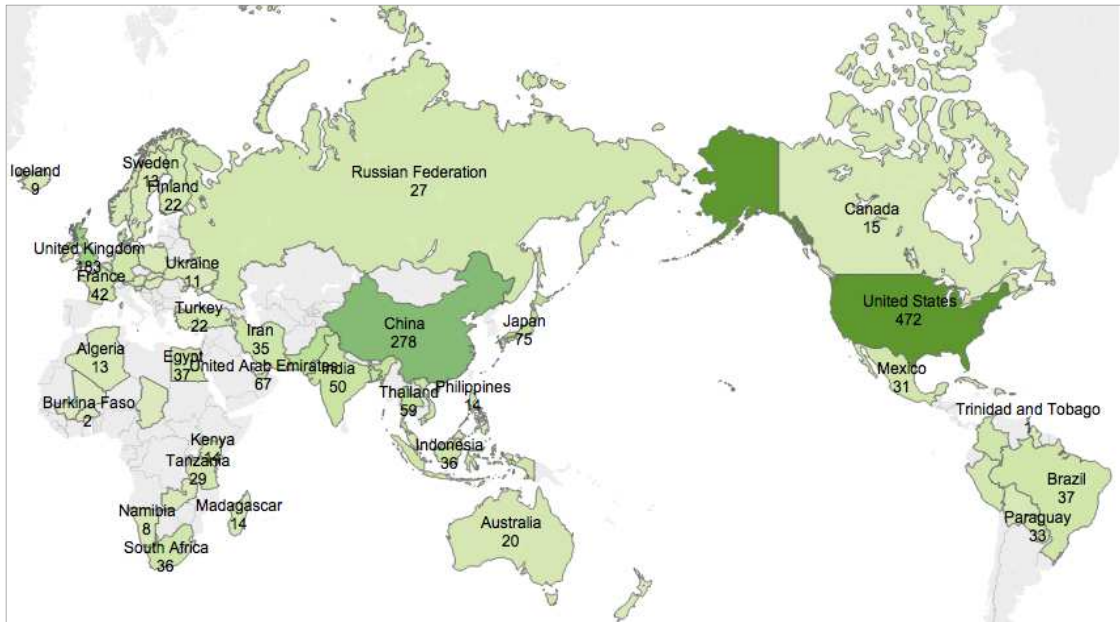 Iceland
9
Sweden
13
Finland
22
Russian Federation
27
Canada
15
United Kingdom
183
France
42
Ukraine
11
Turkey
22
Iran
35
China
278
Japan
75
United States
472
Algeria
13
Egypt
37
United Arab Emirates
67
India
50
Thailand
59
Philippines
14
Mexico
31
Burkina Faso
2
Trinidad and Tobago
1
Kenya
Tanzania
29
Indonesia
36
Brazil
37
Namibia
8
Madagascar
14
Australia
20
Paraguay
33
South Africa
36